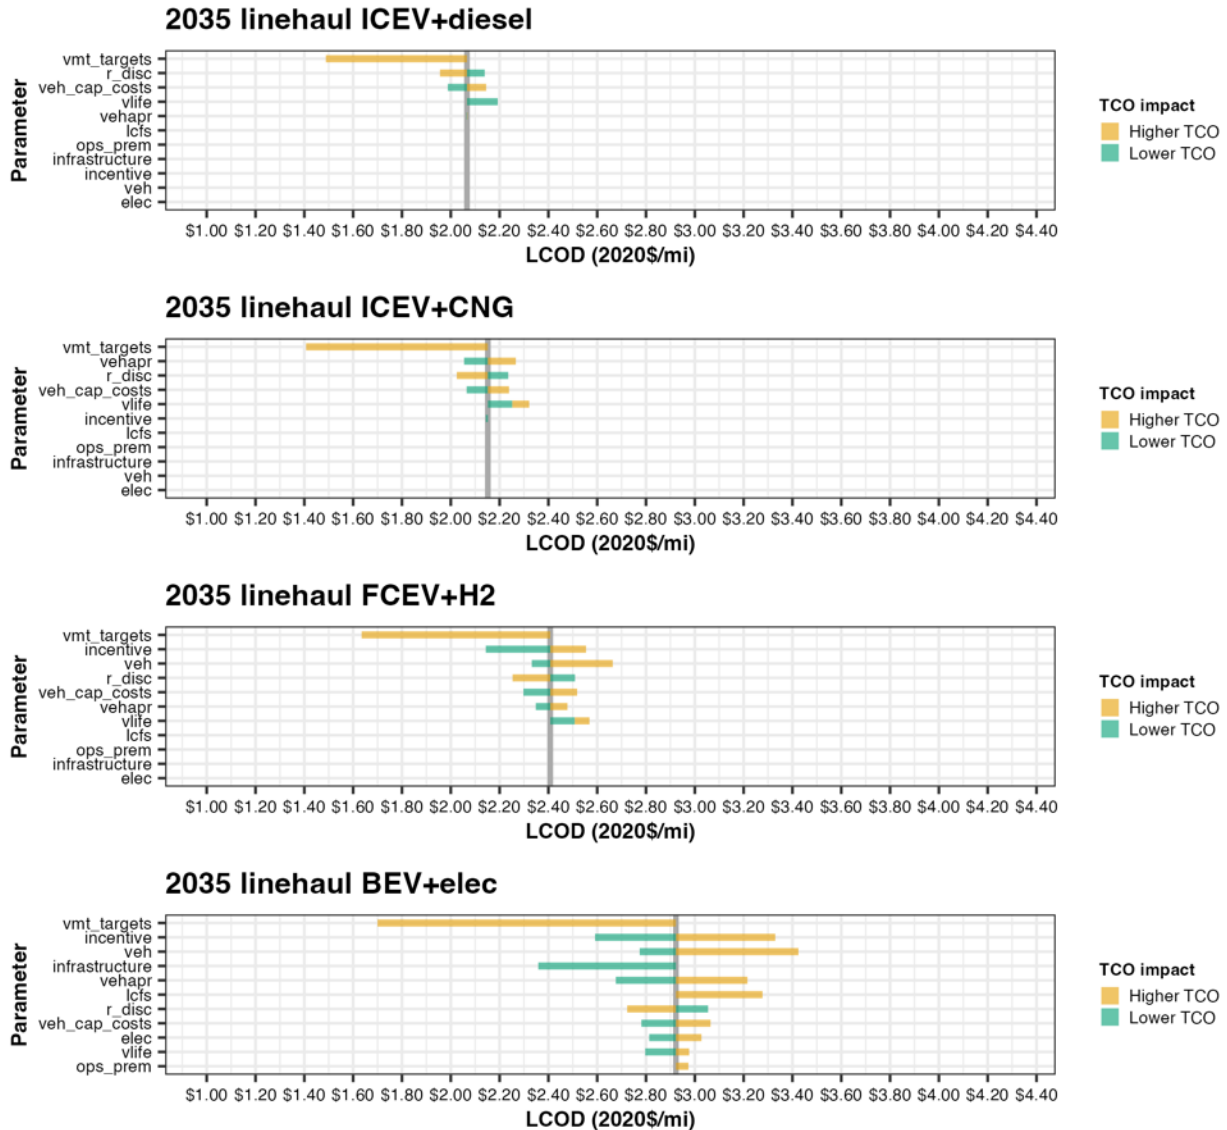 2035 linehaul ICEV+diesel
Parameter
vmt_targets
r_disc
veh_cap_costs
vlife
vehapr
lcfs
ops_prem
infrastructure
incentive
veh
elec
$1.00 $1.20 $1.40 $1.60 $1.80 $2.00 $2.20 $2.40 $2.60 $2.80 $3.00 $3.20 $3.40 $3.60 $3.80 $4.00 $4.20 $4.40
LCOD (2020$/mi)
TCO impact
Higher TCO
Lower TCO
2035 linehaul ICEV+CNG
Parameter
vmt_targets
vehapr
r_disc
veh_cap_costs
vlife
incentive
lcfs
ops_prem
infrastructure
veh
elec
$1.00 $1.20 $1.40 $1.60 $1.80 $2.00 $2.20 $2.40 $2.60 $2.80 $3.00 $3.20 $3.40 $3.60 $3.80 $4.00 $4.20 $4.40
LCOD (2020$/mi)
TCO impact
Higher TCO
Lower TCO
2035 linehaul FCEV+H2
Parameter
vmt_targets
incentive
veh
r_disc
veh_cap_costs
vehapr
vlife
lcfs
ops_prem
infrastructure
elec
$1.00 $1.20 $1.40 $1.60 $1.80 $2.00 $2.20 $2.40 $2.60 $2.80 $3.00 $3.20 $3.40 $3.60 $3.80 $4.00 $4.20 $4.40
LCOD (2020$/mi)
TCO impact
Higher TCO
Lower TCO
2035 linehaul BEV+elec
Parameter
vmt_targets
incentive
veh
infrastructure
vehapr
lcfs
r_disc
veh_cap_costs
elec
vlife
ops_prem
$1.00 $1.20 $1.40 $1.60 $1.80 $2.00 $2.20 $2.40 $2.60 $2.80 $3.00 $3.20 $3.40 $3.60 $3.80 $4.00 $4.20 $4.40
LCOD (2020$/mi)
TCO impact
Higher TCO
Lower TCO